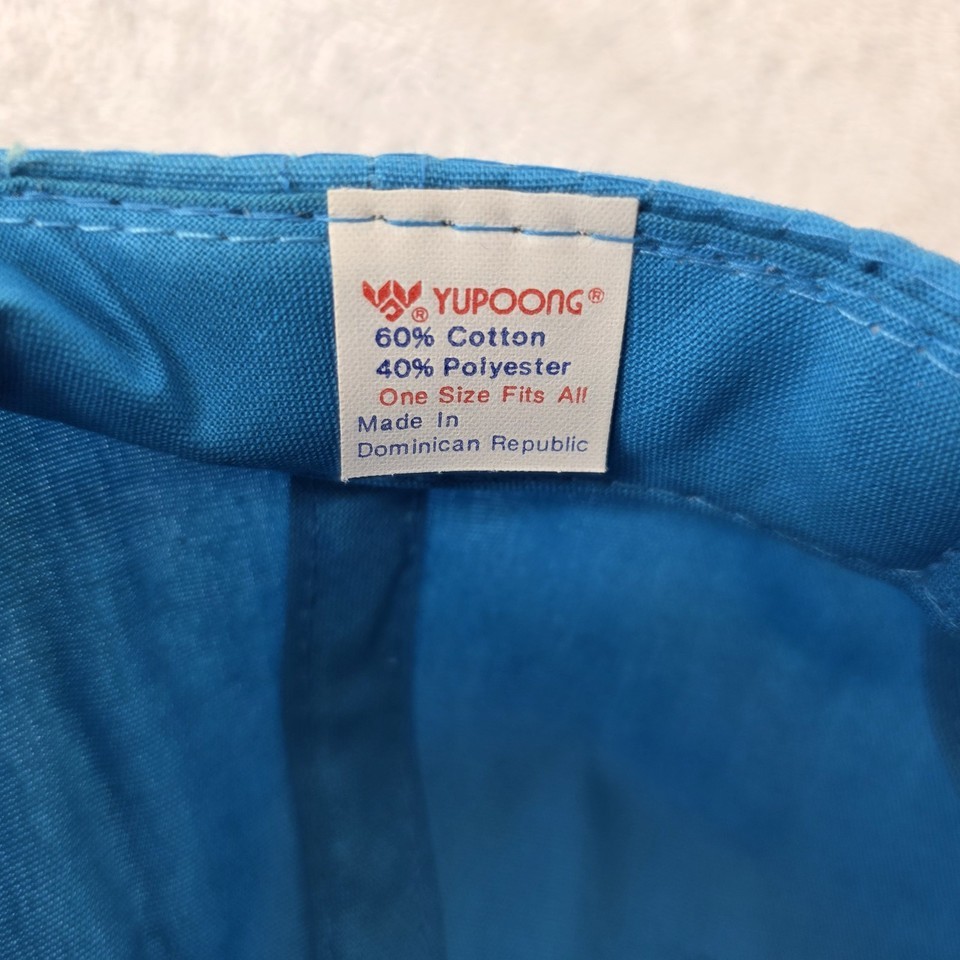 YUPOONG®
60% Cotton
40% Polyester
One Size Fits All
Made In
Dominican Republic